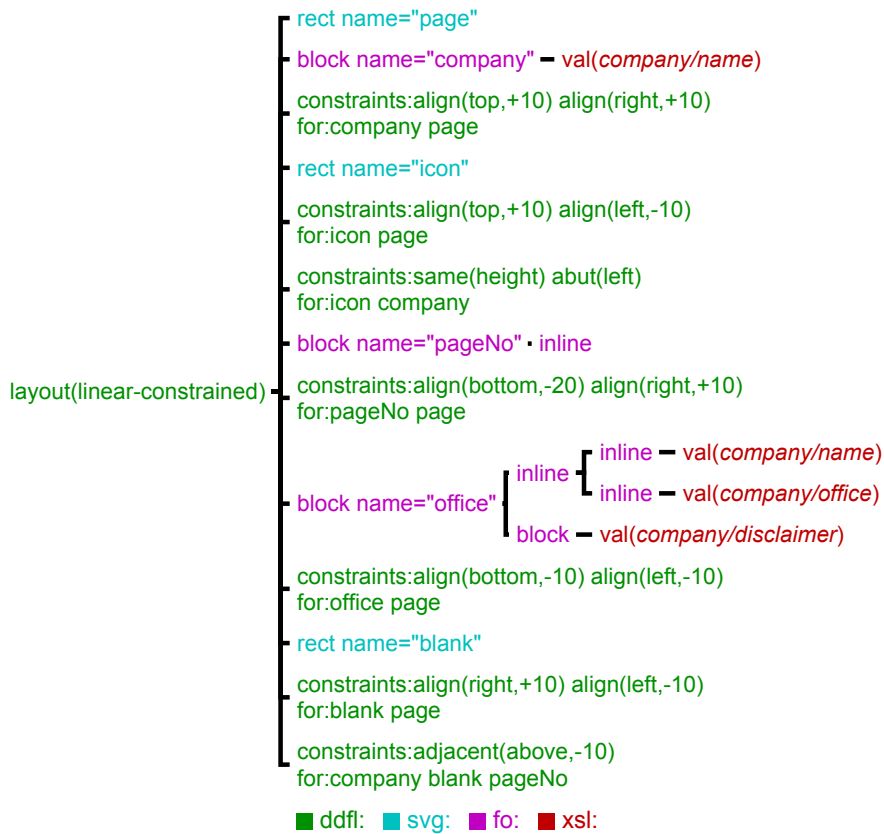 rect name="page"
block name="company" val(company/name)
constraints:align(top,+10) align(right,+10)
for:company page
rect name="icon"
constraints:align(top,+10) align(left,-10)
for:icon page
constraints:same(height) abut(left)
for:icon company
block name="pageNo" inline
layout(linear-constrained)
constraints:align(bottom,-20) align(right,+10)
for:pageNo page
block name="office"
inline
inline val(company/name)
inline val(company/office)
block val(company/disclaimer)
constraints:align(bottom,-10) align(left,-10)
for:office page
rect name="blank"
constraints:align(right,+10) align(left,-10)
for:blank page
constraints:adjacent(above,-10)
for:company blank pageNo
ddfl: svg: fo: xsl: